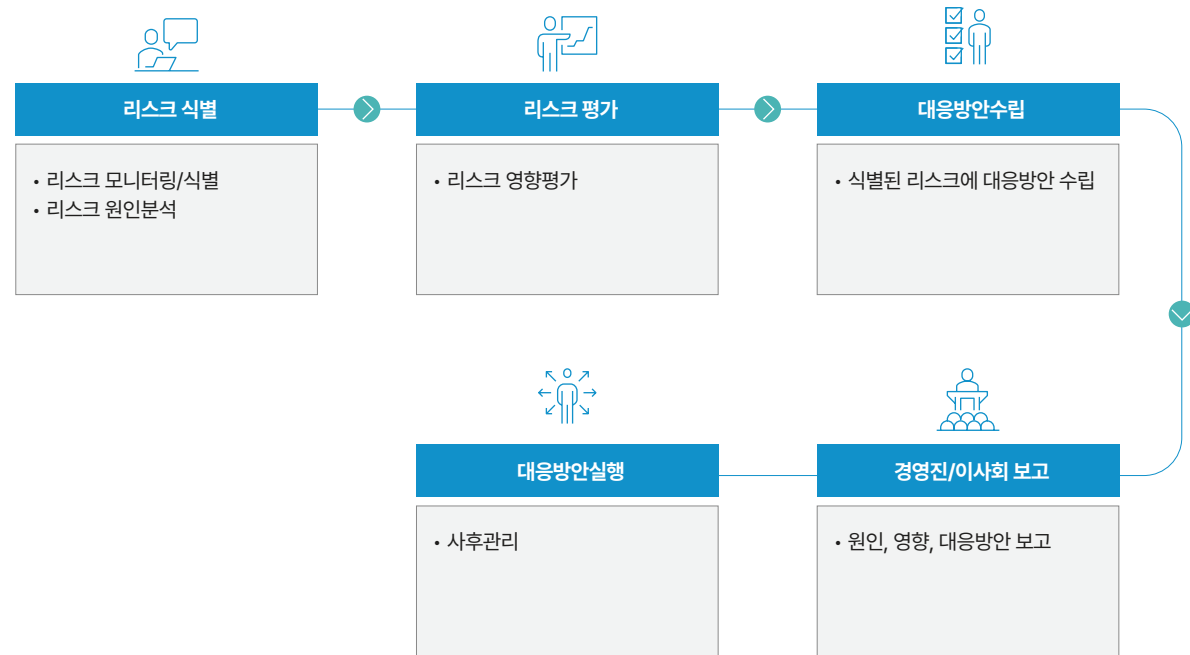 리스크 식별
• 리스크 모니터링/식별
• 리스크 원인분석
리스크 평가
• 리스크 영향평가
대응방안수립
• 식별된 리스크에 대응방안 수립
경영진/이사회 보고
• 원인, 영향, 대응방안 보고
대응방안실행
• 사후관리